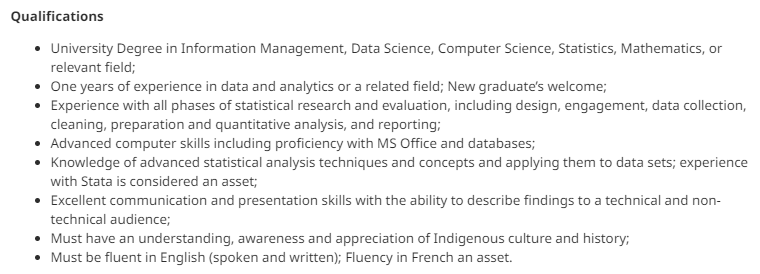 Qualifications
• University Degree in Information Management, Data Science, Computer Science, Statistics, Mathematics, or
relevant field;
• One years of experience in data and analytics or a related field; New graduate's welcome;
• Experience with all phases of statistical research and evaluation, including design, engagement, data collection,
cleaning, preparation and quantitative analysis, and reporting;
• Advanced computer skills including proficiency with MS Office and databases;
• Knowledge of advanced statistical analysis techniques and concepts and applying them to data sets; experience
with Stata is considered an asset;
• Excellent communication and presentation skills with the ability to describe findings to a technical and non-
technical audience;
• Must have an understanding, awareness and appreciation of Indigenous culture and history;
• Must be fluent in English (spoken and written); Fluency in French an asset.